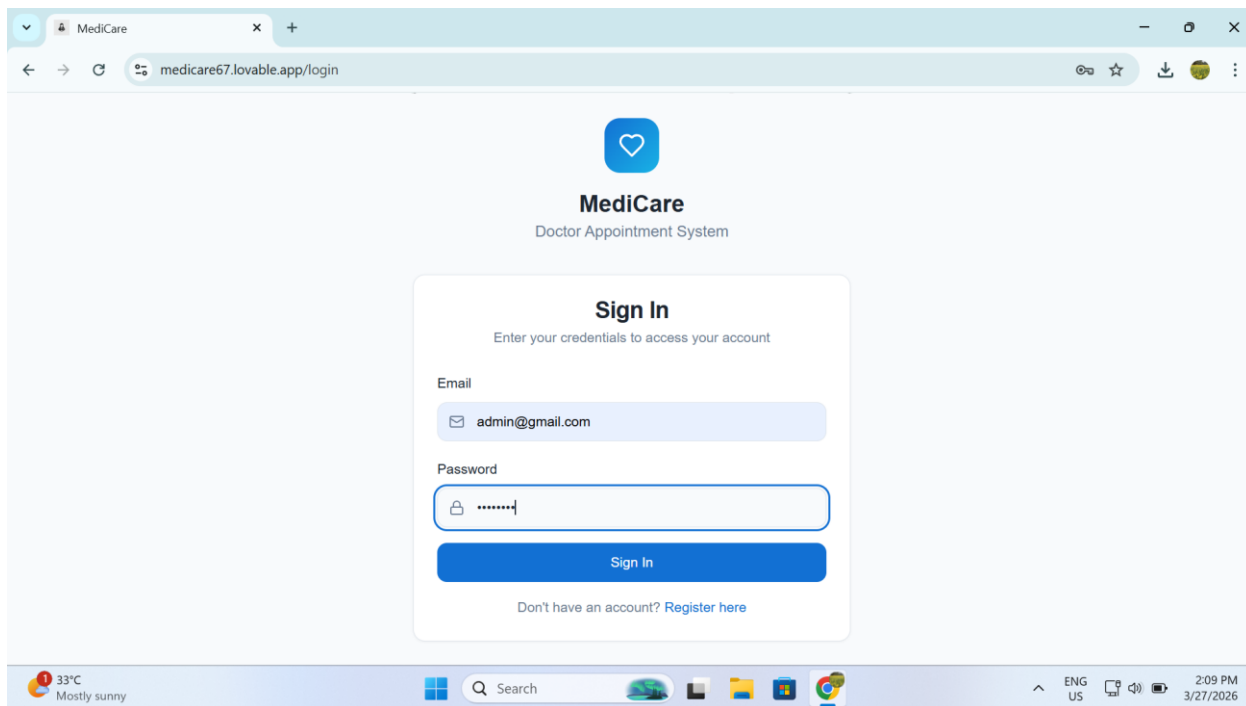 MediCare
medicare67.lovable.app/login
MediCare
Doctor Appointment System
Sign In
Enter your credentials to access your account
Email
admin@gmail.com
Password
••••••••
Sign In
Don't have an account? Register here
1
33°C
Mostly sunny
Search
ENG
US
2:09 PM
3/27/2026